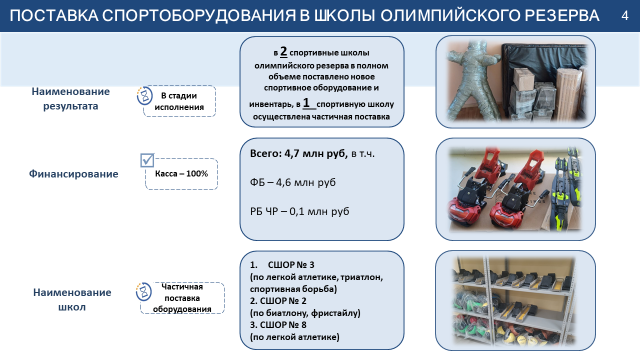 ПОСТАВКА СПОРТОБОРУДОВАНИЯ В ШКОЛЫ ОЛИМПИЙСКОГО РЕЗЕРВА
4
Наименование
результата
В стадии
исполнения
в 2 спортивные школы
олимпийского резерва в полном
объеме поставлено новое
спортивное оборудование и
инвентарь, в 1 спортивную школу
осуществлена частичная поставка
Финансирование
Касса – 100%
Всего: 4,7 млн руб, в т.ч.
ФБ – 4,6 млн руб
РБ ЧР – 0,1 млн руб
Наименование
школ
Частичная
поставка
оборудования
1. СШОР № 3
(по легкой атлетике, триатлон,
спортивная борьба)
2. СШОР № 2
(по биатлону, фристайлу)
3. СШОР № 8
(по легкой атлетике)